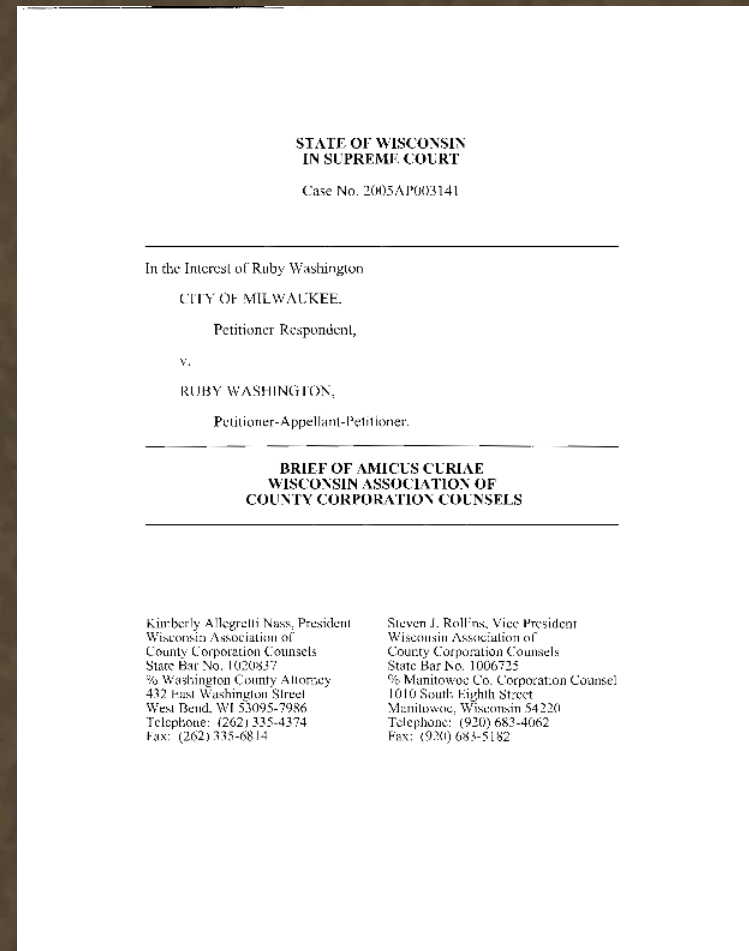 STATE OF WISCONSIN
IN SUPREME COURT
Case No. 2005AP003141
In the Interest of Ruby Washington
CITY OF MILWAUKEE,
Petitioner Respondent,
v.
RUBY WASHINGTON,
Petitioner-Appellant-Petitioner.
BRIEF OF AMICUS CURIAE
WISCONSIN ASSOCIATION OF
COUNTY CORPORATION COUNSELS
Kimberly Allegretti Nass, President
Wisconsin Association of
County Corporation Counsels
State Bar No. 1020837
% Washington County Attorney
432 East Washington Street
West Bend, WI 53095-7986
Telephone: (262) 335-4374
Fax: (262) 335-6814
Steven J. Rollins, Vice President
Wisconsin Association of
County Corporation Counsels
State Bar No. 1006725
% Manitowoc Co. Corporation Counsel
1010 South Eighth Street
Manitowoc, Wisconsin 54220
Telephone: (920) 683-4062
Fax: (920) 683-5182